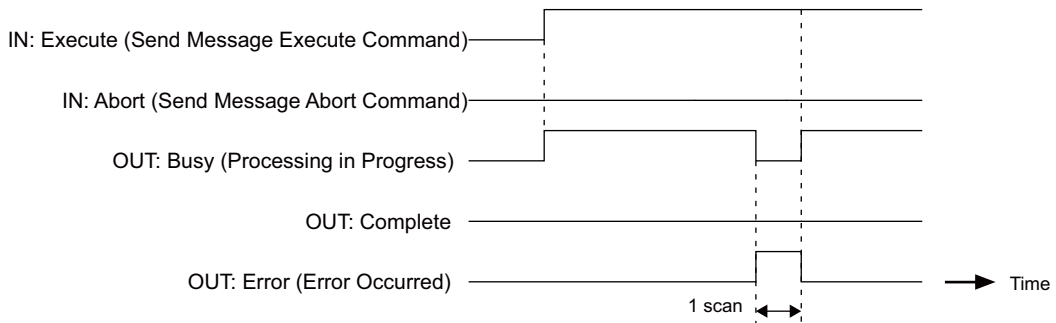 IN: Execute (Send Message Execute Command)
IN: Abort (Send Message Abort Command)
OUT: Busy (Processing in Progress)
OUT: Complete
OUT: Error (Error Occurred)
Time
1 scan